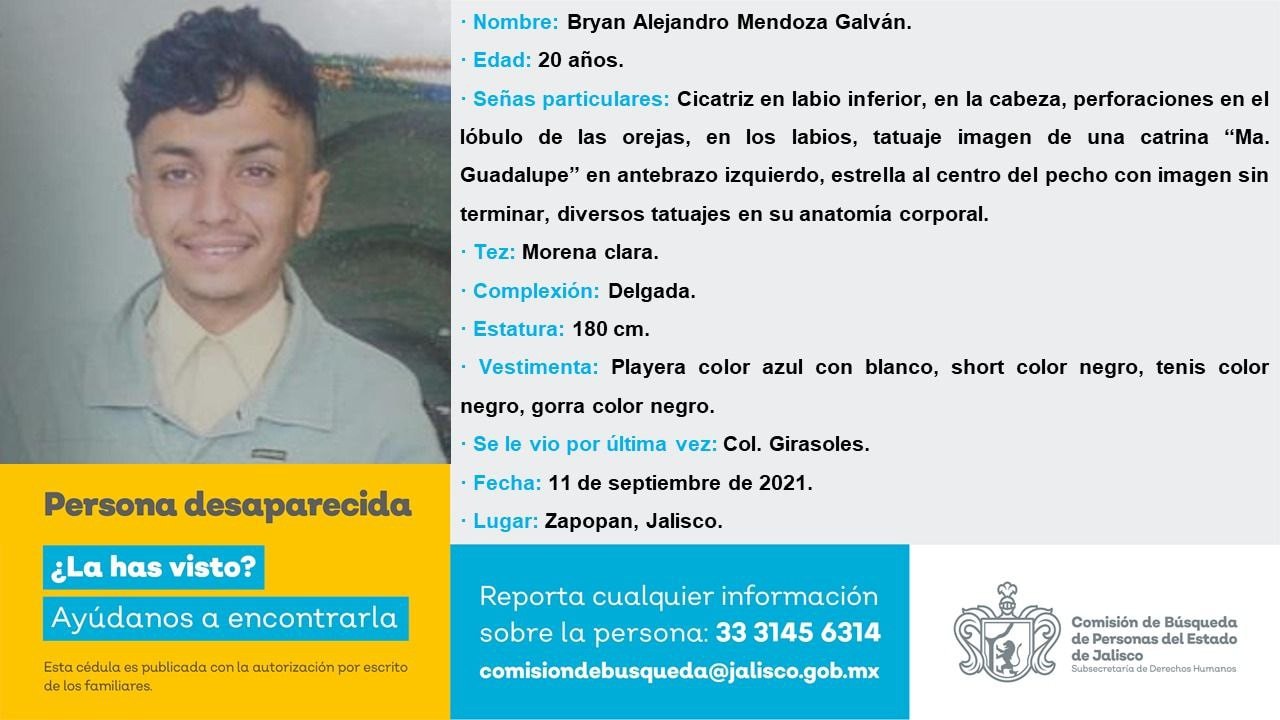 · Nombre: Bryan Alejandro Mendoza Galván.
· Edad: 20 años.
· Señas particulares: Cicatriz en labio inferior, en la cabeza, perforaciones en el
lóbulo de las orejas, en los labios, tatuaje imagen de una catrina “Ma.
Guadalupe” en antebrazo izquierdo, estrella al centro del pecho con imagen sin
terminar, diversos tatuajes en su anatomía corporal.
· Tez: Morena clara.
· Complexión: Delgada.
· Estatura: 180 cm.
· Vestimenta: Playera color azul con blanco, short color negro, tenis color
negro, gorra color negro.
· Se le vio por última vez: Col. Girasoles.
· Fecha: 11 de septiembre de 2021.
· Lugar: Zapopan, Jalisco.
Persona desaparecida
¿La has visto?
Ayúdanos a encontrarla
Esta cédula es publicada con la autorización por escrito
de los familiares.
Reporta cualquier información
sobre la persona: 33 3145 6314
comisiondebusqueda@jalisco.gob.mx
Comisión de Búsqueda
de Personas del Estado
de Jalisco
Subsecretaría de Derechos Humanos